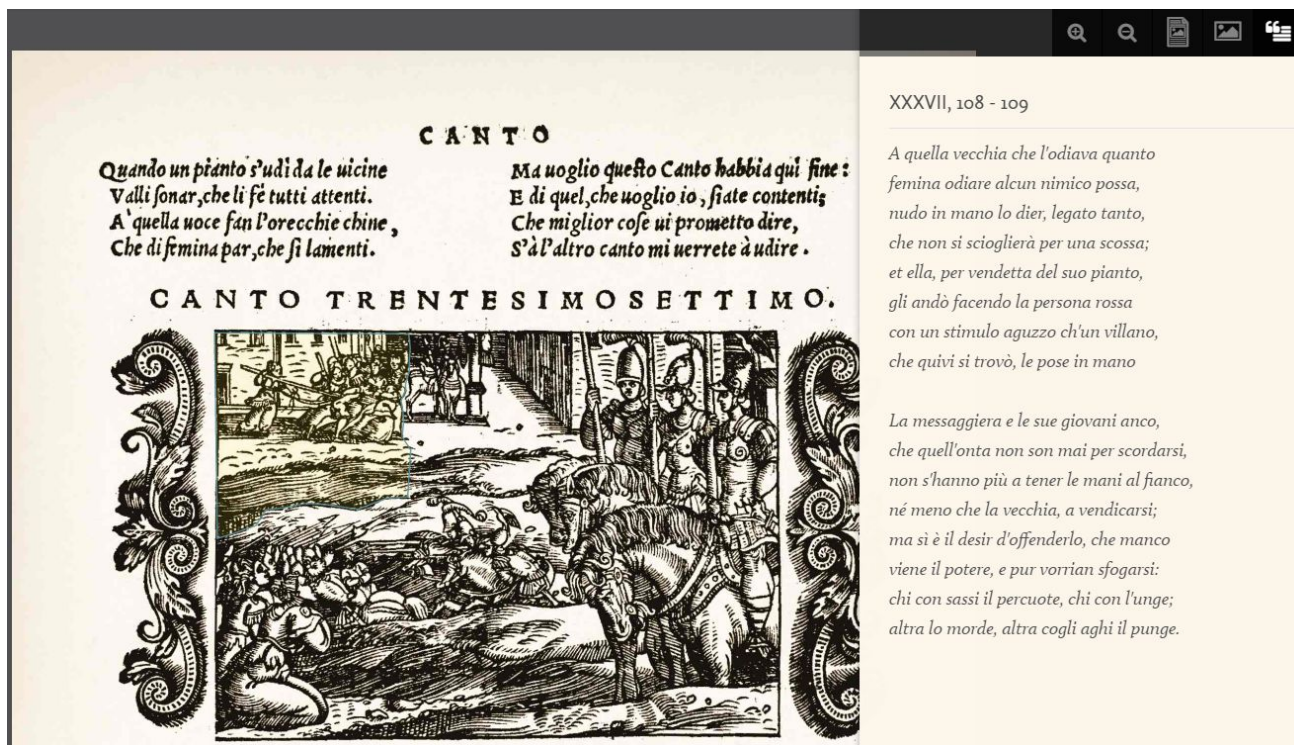 CANTO
Quando un pianto s'udì da le uicine
Valli sonar, che li fé tutti attenti.
A' quella uoce fan l'orecchie chine,
Che di femina par, che si lamenti.
Ma uoglio questo Canto habbia quì fine:
E di quel, che uoglio io, siate contenti;
Che miglior cose ui prometto dire,
S'à l'altro canto mi uerrete à udire.
CANTO TRENTESIMOSETTIMO.
XXXVII, 108 - 109
A quella vecchia che l'odiava quanto
femina odiare alcun nimico possa,
nudo in mano lo dier, legato tanto,
che non si scioglierà per una scossa;
et ella, per vendetta del suo pianto,
gli andò facendo la persona rossa
con un stimulo aguzzo ch'un villano,
che quivi si trovò, le pose in mano
La messaggiera e le sue giovani anco,
che quell'onta non son mai per scordarsi,
non s'hanno più a tener le mani al fianco,
né meno che la vecchia, a vendicarsi;
ma sì è il desir d'offenderlo, che manco
viene il potere, e pur vorrian sfogarsi:
chi con sassi il percuote, chi con l'unge;
altra lo morde, altra cogli aghi il punge.